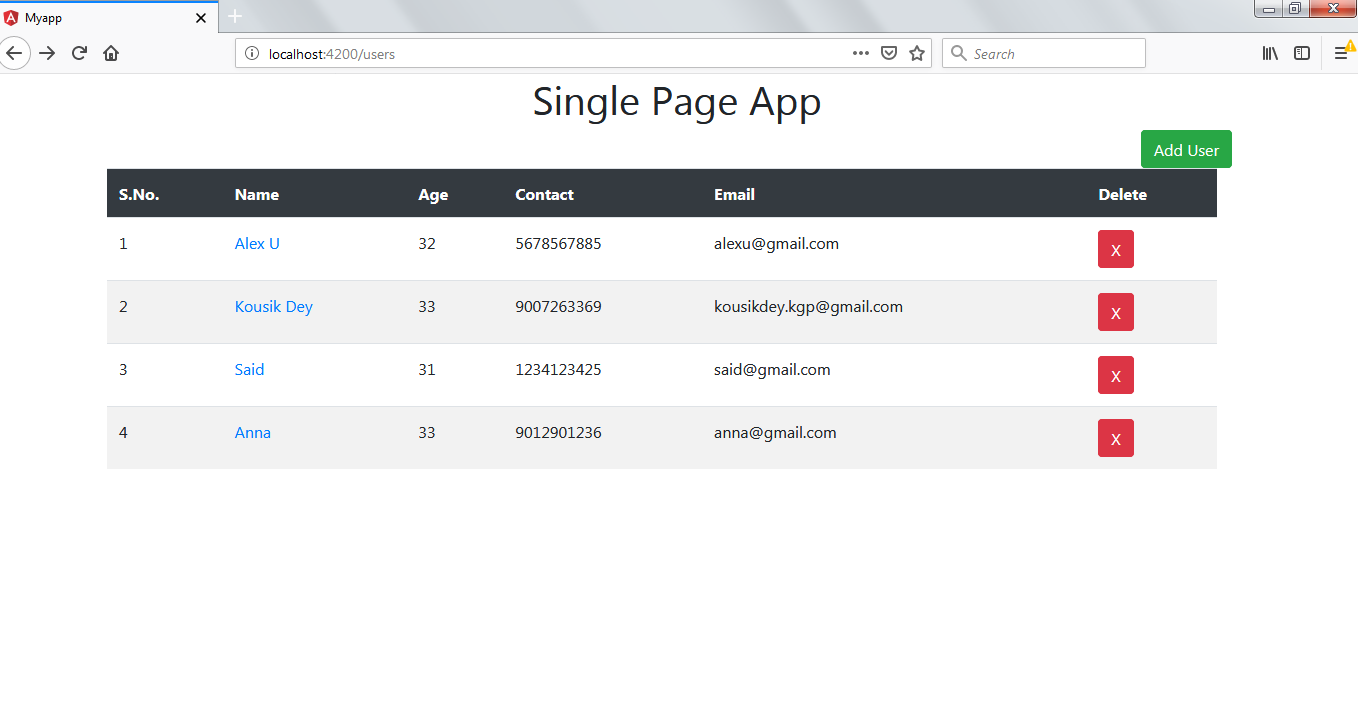 Myapp
localhost:4200/users
Search
Single Page App
Add User
S.No. Name Age Contact Email Delete
1 Alex U 32 5678567885 alexu@gmail.com X
2 Kousik Dey 33 9007263369 kousikdey.kgp@gmail.com X
3 Said 31 1234123425 said@gmail.com X
4 Anna 33 9012901236 anna@gmail.com X